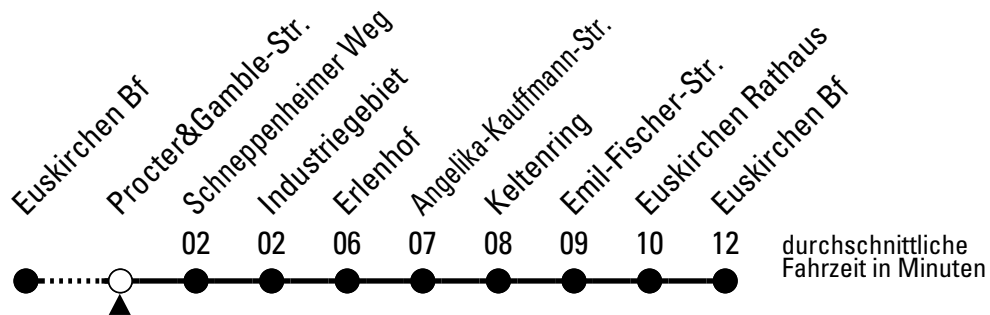 Euskirchen Bf
Procter&Gamble-Str.
Schneppenheimer Weg
Industriegebiet
Erlenhof
Angelika-Kauffmann-Str.
Keltenring
Emil-Fischer-Str.
Euskirchen Rathaus
Euskirchen Bf
02 02 06 07 08 09 10 12
durchschnittliche
Fahrzeit in Minuten